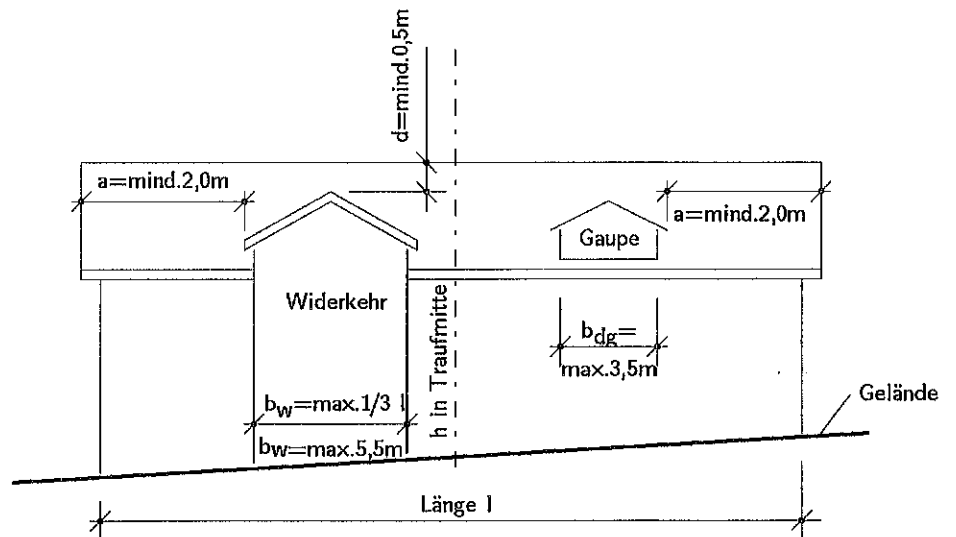 d=mind.0,5m
a=mind.2,0m
a=mind.2,0m
Gaupe
Widerkehr
h in Traufmitte
b_dg=
max.3,5m
Gelände
b_w=max.1/3 l
b_w=max.5,5m
Länge l